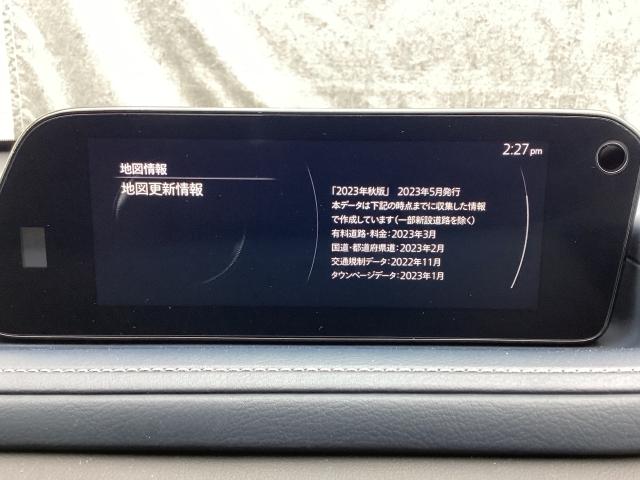 2:27pm
地図情報
地図更新情報
「2023年秋版」 2023年5月発行
本データは下記の時点までに収集した情報
で作成しています(一部新設道路を除く)
有料道路・料金:2023年3月
国道・都道府県道:2023年2月
交通規制データ:2022年11月
タウンページデータ:2023年1月